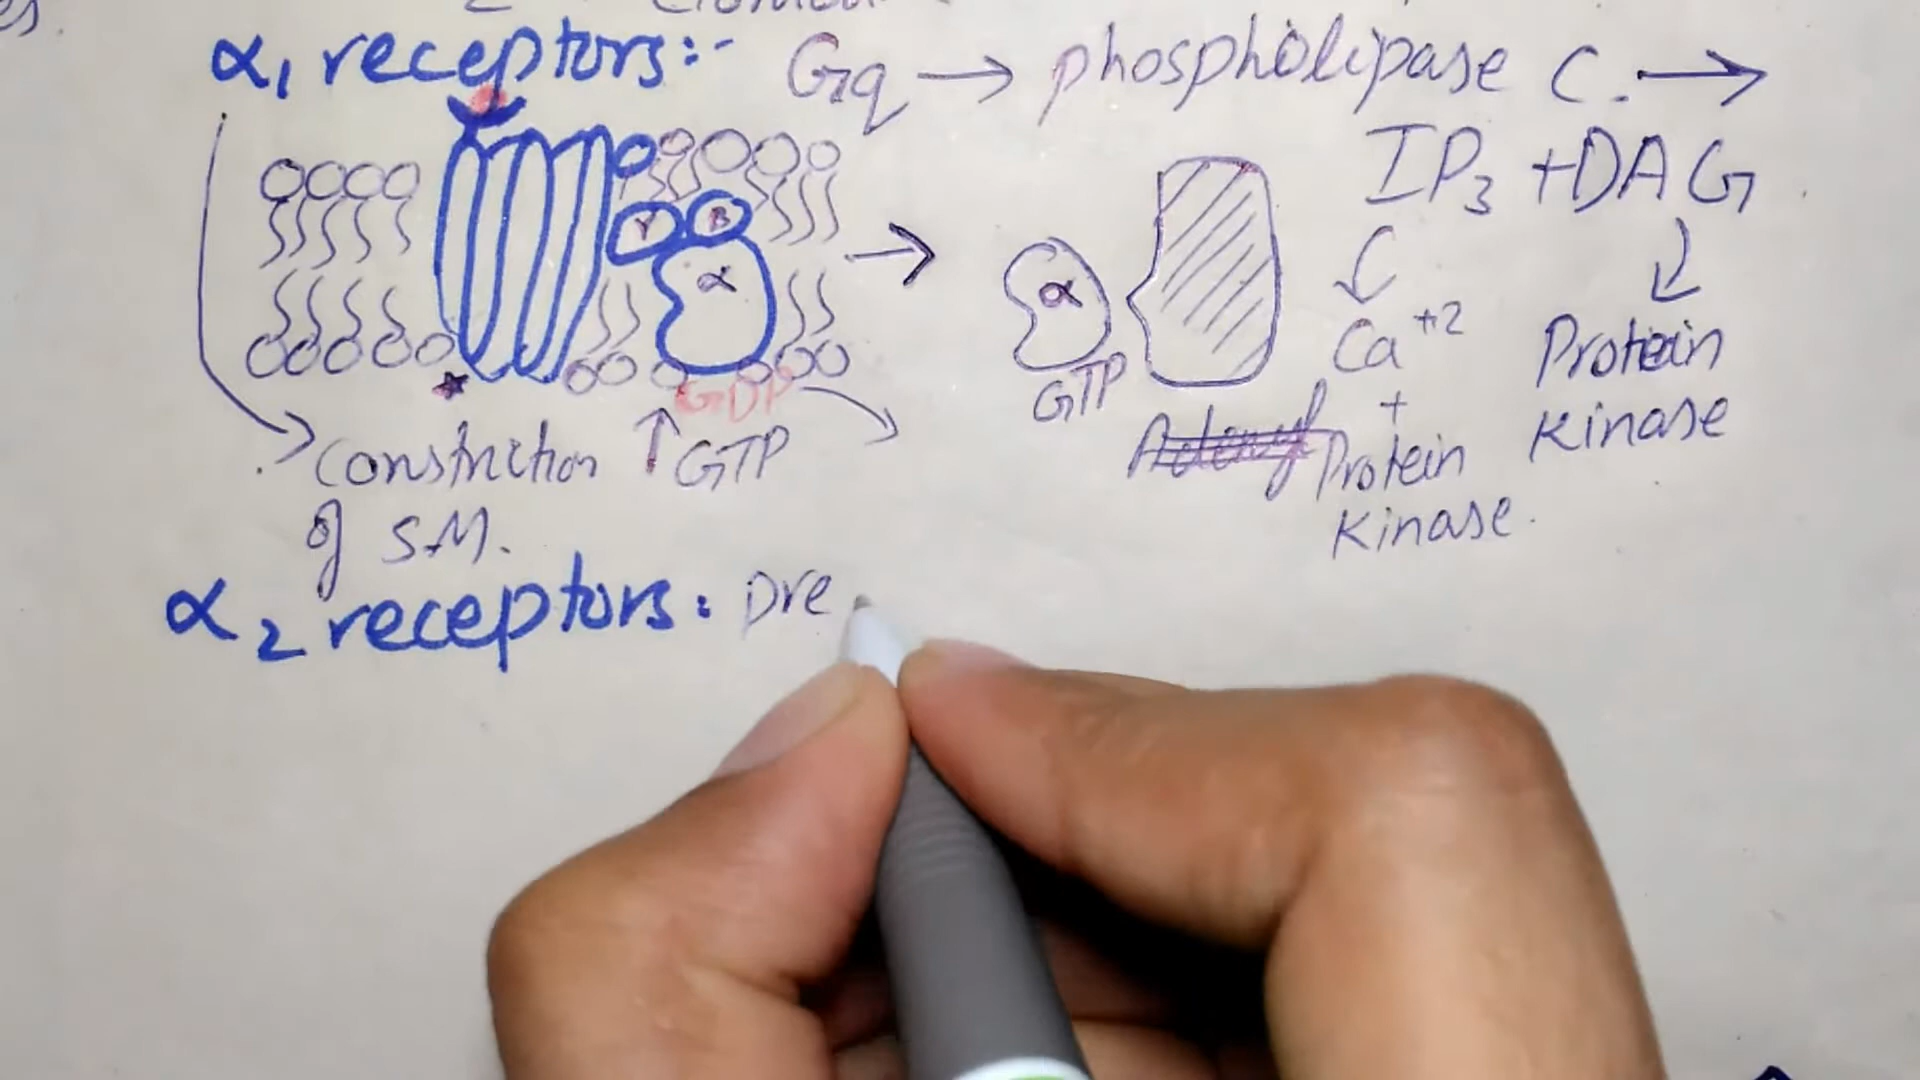 α₁ receptors:- Gq → phospholipase C. →
IP₃ + DAG
γ B
α
α
Ca⁺² Protein
Kinase
GDP GTP
+
↑ GTP
Constriction
of S.M.
Protein
Kinase.
α₂ receptors: Pre